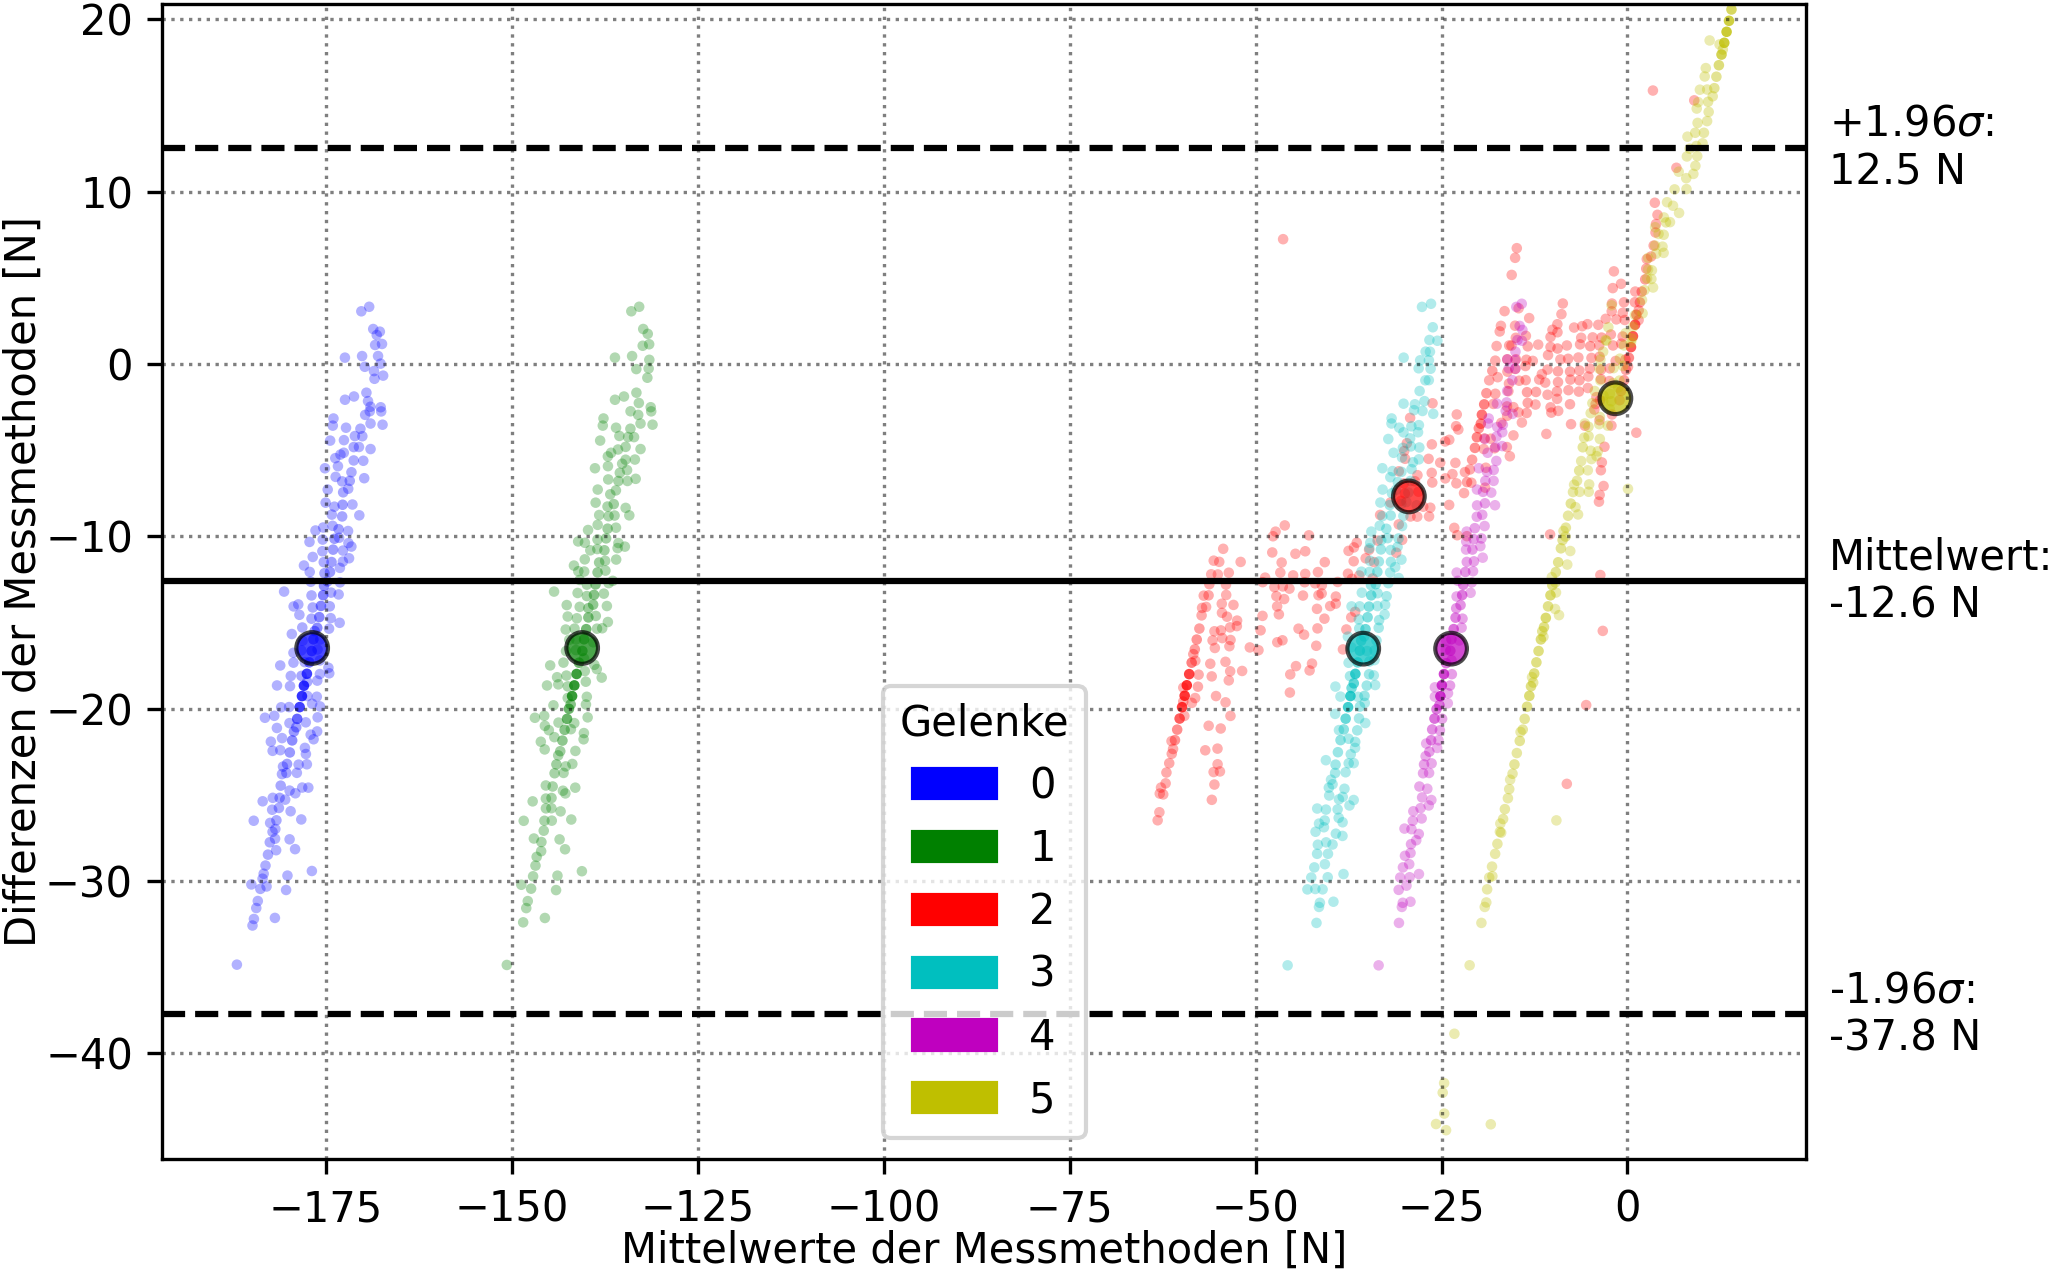 20
10
0
−10
−20
−30
−40
Differenzen der Messmethoden [N]
+1.96σ:
12.5 N
Mittelwert:
-12.6 N
-1.96σ:
-37.8 N
Gelenke
0
1
2
3
4
5
−175
−150
−125
−100
−75
−50
−25
0
Mittelwerte der Messmethoden [N]